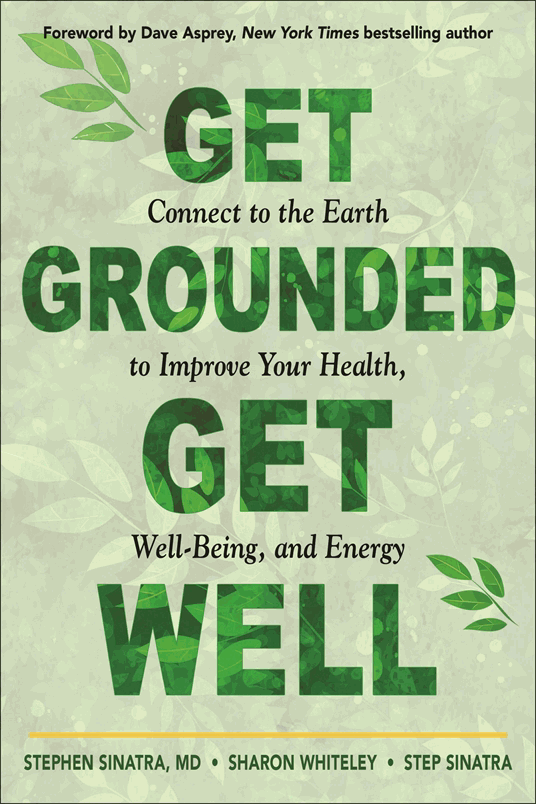 Foreword by Dave Asprey, New York Times bestselling author
GET
Connect to the Earth
GROUNDED
to Improve Your Health,
GET
Well-Being, and Energy
WELL
STEPHEN SINATRA, MD • SHARON WHITELEY • STEP SINATRA